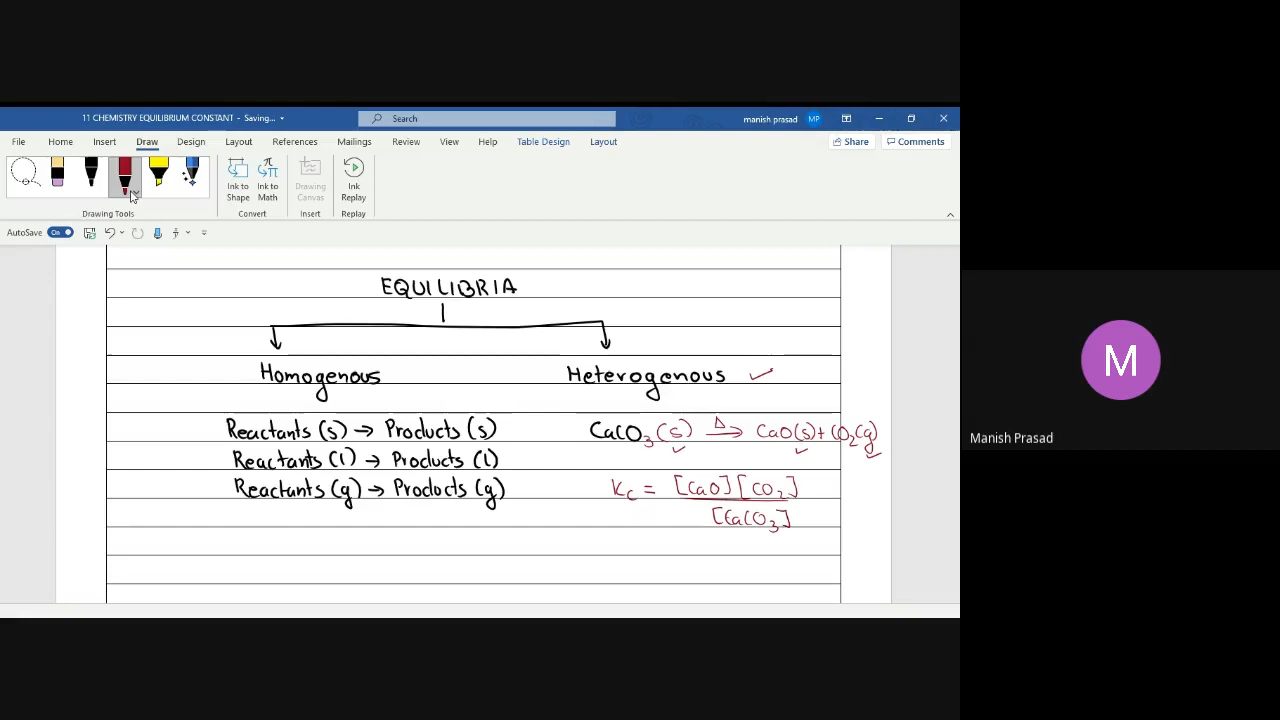 11 CHEMISTRY EQUILIBRIUM CONSTANT - Saving...
Search
manish prasad MP
File Home Insert Draw Design Layout References Mailings Review View Help Table Design Layout
Share Comments
Ink to Shape
Ink to Math
Drawing Canvas
Ink Replay
Drawing Tools Convert Insert Replay
AutoSave On
EQUILIBRIA
Homogenous Heterogenous ✓
Reactants (s) → Products (s) CaCO₃(s) Δ→ CaO(s) + CO₂(g)
Reactants (l) → Products (l)
Reactants (g) → Products (g) Kc = [CaO][CO₂]
[CaCO₃]
M
Manish Prasad